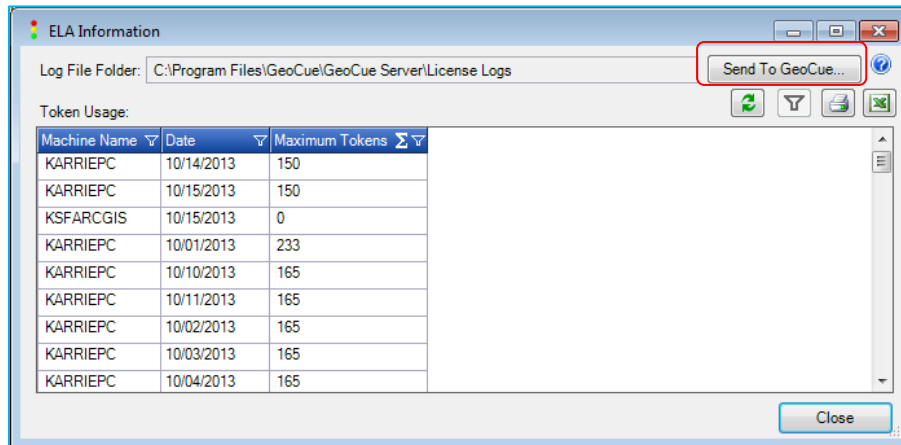 ELA Information
Log File Folder: C:\Program Files\GeoCue\GeoCue Server\License Logs Send To GeoCue...
Token Usage:
Machine Name Date Maximum Tokens Σ
KARRIEPC 10/14/2013 150
KARRIEPC 10/15/2013 150
KSFARCGIS 10/15/2013 0
KARRIEPC 10/01/2013 233
KARRIEPC 10/10/2013 165
KARRIEPC 10/11/2013 165
KARRIEPC 10/02/2013 165
KARRIEPC 10/03/2013 165
KARRIEPC 10/04/2013 165
Close